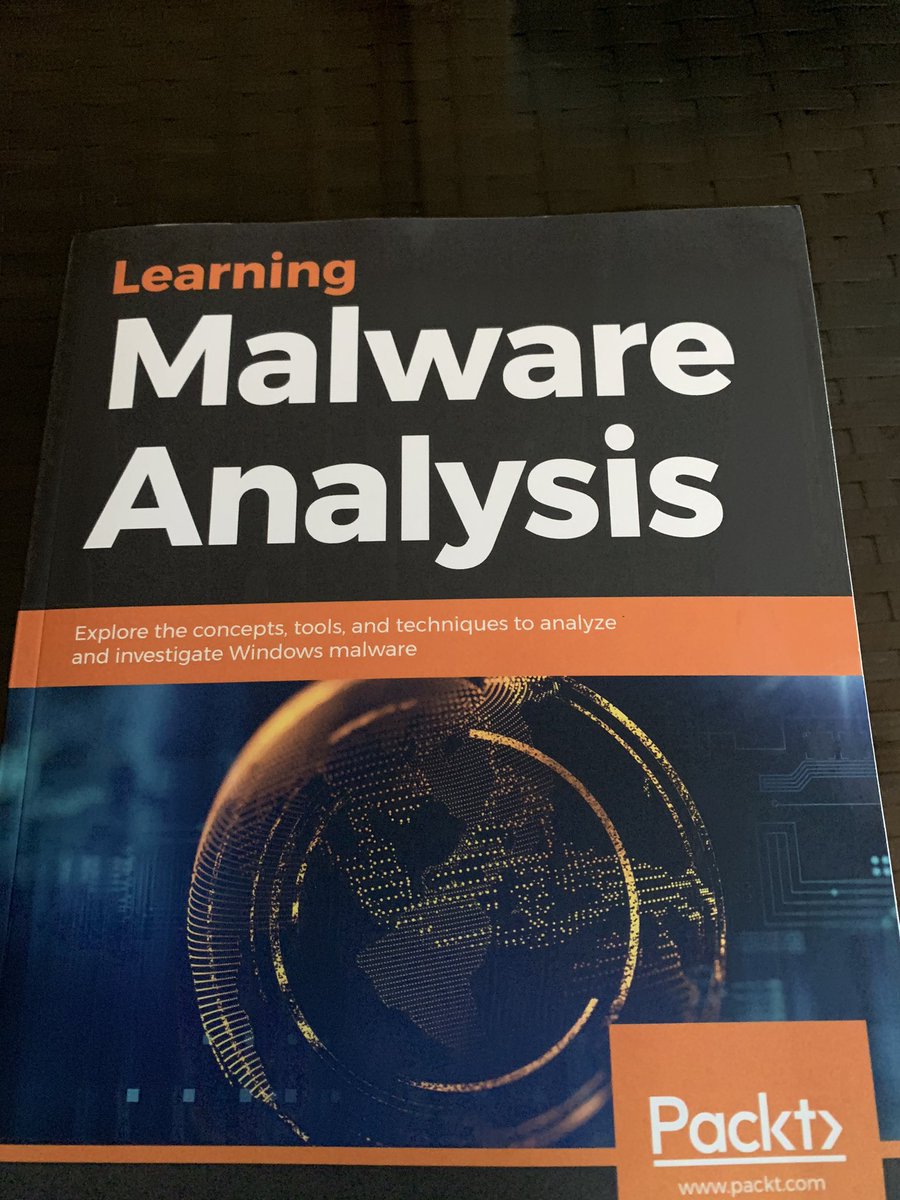 Learning
Malware
Analysis
Explore the concepts, tools, and techniques to analyze
and investigate Windows malware
Packt>
www.packt.com